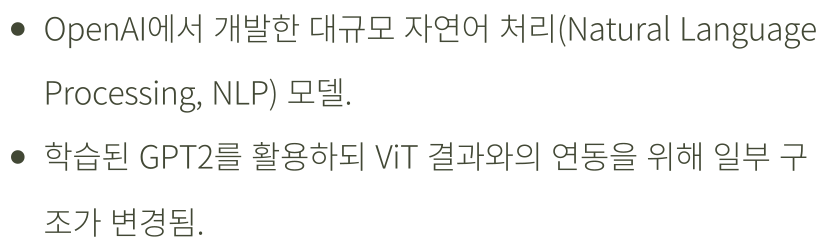 • OpenAI에서 개발한 대규모 자연어 처리(Natural Language
Processing, NLP) 모델.
• 학습된 GPT2를 활용하되 ViT 결과와의 연동을 위해 일부 구
조가 변경됨.